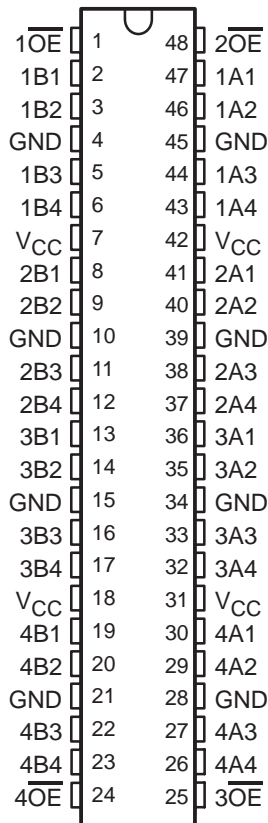 1O̅E̅ 1 48 2O̅E̅
1B1 2 47 1A1
1B2 3 46 1A2
GND 4 45 GND
1B3 5 44 1A3
1B4 6 43 1A4
VCC 7 42 VCC
2B1 8 41 2A1
2B2 9 40 2A2
GND 10 39 GND
2B3 11 38 2A3
2B4 12 37 2A4
3B1 13 36 3A1
3B2 14 35 3A2
GND 15 34 GND
3B3 16 33 3A3
3B4 17 32 3A4
VCC 18 31 VCC
4B1 19 30 4A1
4B2 20 29 4A2
GND 21 28 GND
4B3 22 27 4A3
4B4 23 26 4A4
4O̅E̅ 24 25 3O̅E̅